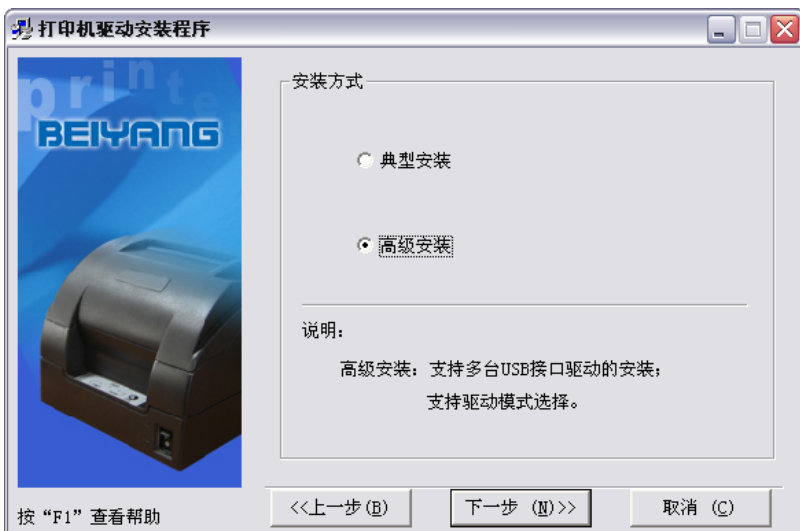 打印机驱动安装程序
printe
BEIYANG
安装方式
典型安装
高级安装
说明：
高级安装：支持多台USB接口驱动的安装；
支持驱动模式选择。
按“F1”查看帮助
<<上一步(B)
下一步 (N)>>
取消 (C)